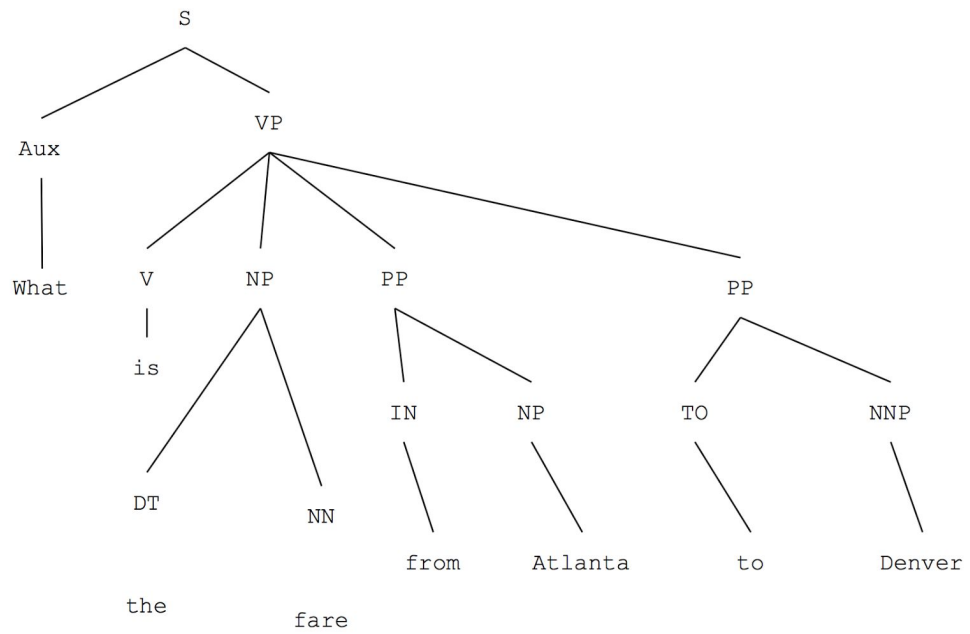 S
VP
Aux
What
V NP PP PP
is
IN NP TO NNP
DT NN
from Atlanta to Denver
the fare